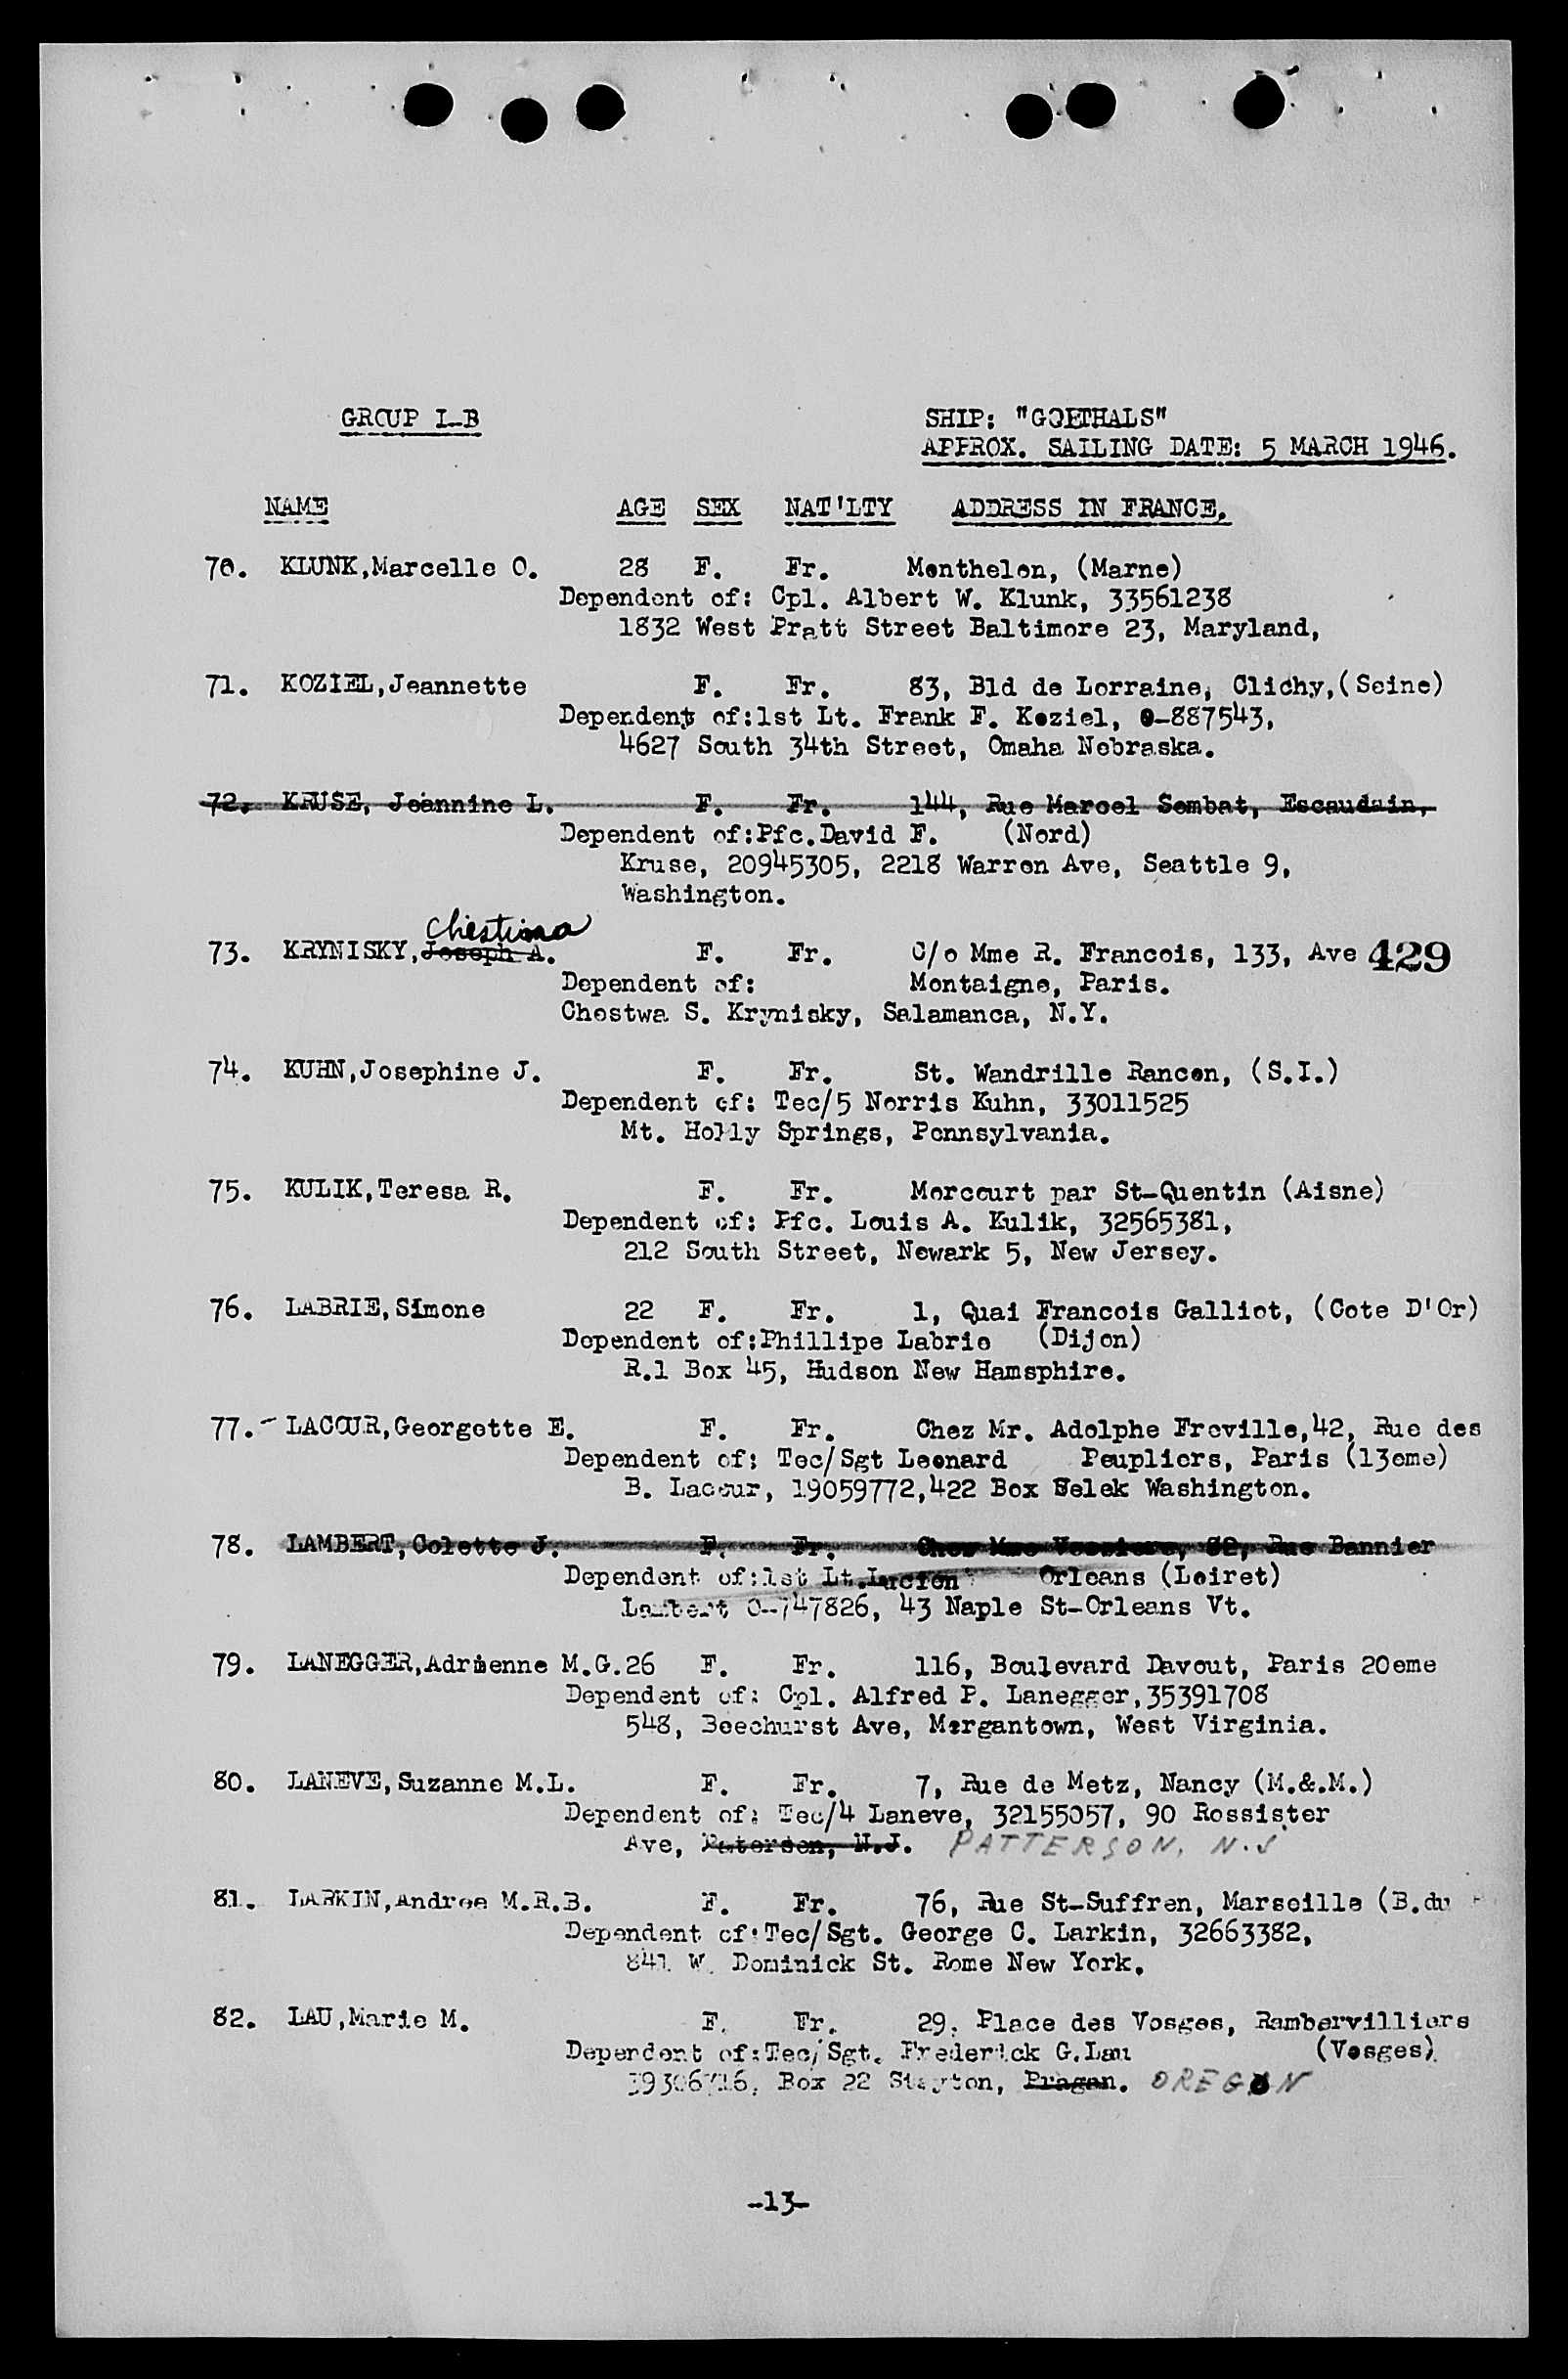 GROUP I-B SHIP: "GOETHALS"
APPROX. SAILING DATE: 5 MARCH 1946.
NAME AGE SEX NAT'LTY ADDRESS IN FRANCE.
70. KLUNK,Marcelle O. 28 F. Fr. Monthelon, (Marne)
Dependent of: Cpl. Albert W. Klunk, 33561238
1832 West Pratt Street Baltimore 23, Maryland,
71. KOZIEL,Jeannette F. Fr. 83, Bld de Lorraine, Clichy,(Seine)
Dependent of:1st Lt. Frank F. Koziel, 0-887543,
4627 South 34th Street, Omaha Nebraska.
72. KRUSE, Jeannine L. F. Fr. 144, Rue Marcel Sembat, Escaudain,
Dependent of:Pfc.David F. (Nord)
Kruse, 20945305, 2218 Warren Ave, Seattle 9,
Washington.
Chestina
73. KRYNISKY,Joseph A. F. Fr. C/o Mme R. Francois, 133, Ave 429
Dependent of: Montaigne, Paris.
Chestwa S. Krynisky, Salamanca, N.Y.
74. KUHN,Josephine J. F. Fr. St. Wandrille Rancon, (S.I.)
Dependent of: Tec/5 Norris Kuhn, 33011525
Mt. Holly Springs, Pennsylvania.
75. KULIK,Teresa R. F. Fr. Morcourt par St-Quentin (Aisne)
Dependent of: Pfc. Louis A. Kulik, 32565381,
212 South Street, Newark 5, New Jersey.
76. LABRIE,Simone 22 F. Fr. 1, Quai Francois Galliot, (Cote D'Or)
Dependent of:Phillipe Labrie (Dijon)
R.1 Box 45, Hudson New Hamsphire.
77.- LACOUR,Georgette E. F. Fr. Chez Mr. Adolphe Froville,42, Rue des
Dependent of: Tec/Sgt Leonard Peupliers, Paris (13eme)
B. Lacour, 19059772,422 Box Selek Washington.
78. LAMBERT,Colette J. F. Fr. Chez Mme 82, Rue Bannier
Dependent of:1st Lt.Lucien Orleans (Loiret)
Lambert O-747826, 43 Naple St-Orleans Vt.
79. LANEGGER,Adrienne M.G.26 F. Fr. 116, Boulevard Davout, Paris 20eme
Dependent of: Cpl. Alfred P. Lanegger,35391708
548, Beechurst Ave, Morgantown, West Virginia.
80. LANEVE,Suzanne M.L. F. Fr. 7, Rue de Metz, Nancy (M.&.M.)
Dependent of: Tec/4 Laneve, 32155057, 90 Rossister
Ave, Paterson, N.J. PATTERSON, N.J
81. LARKIN,Andree M.R.B. F. Fr. 76, Rue St-Suffren, Marseille (B.du
Dependent of:Tec/Sgt. George C. Larkin, 32663382,
841 W. Dominick St. Rome New York.
82. LAU,Marie M. F. Fr. 29, Place des Vosges, Rambervilliers
Dependent of:Tec/Sgt. Frederick G.Lau (Vosges)
39306716, Box 22 Stayton, Pragan. OREGON
-13-